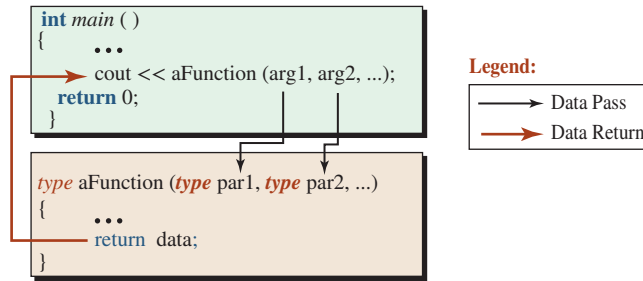 int main ( )
{
...
cout << aFunction (arg1, arg2, ...);
return 0;
}
type aFunction (type par1, type par2, ...)
{
...
return data;
}
Legend:
Data Pass
Data Return